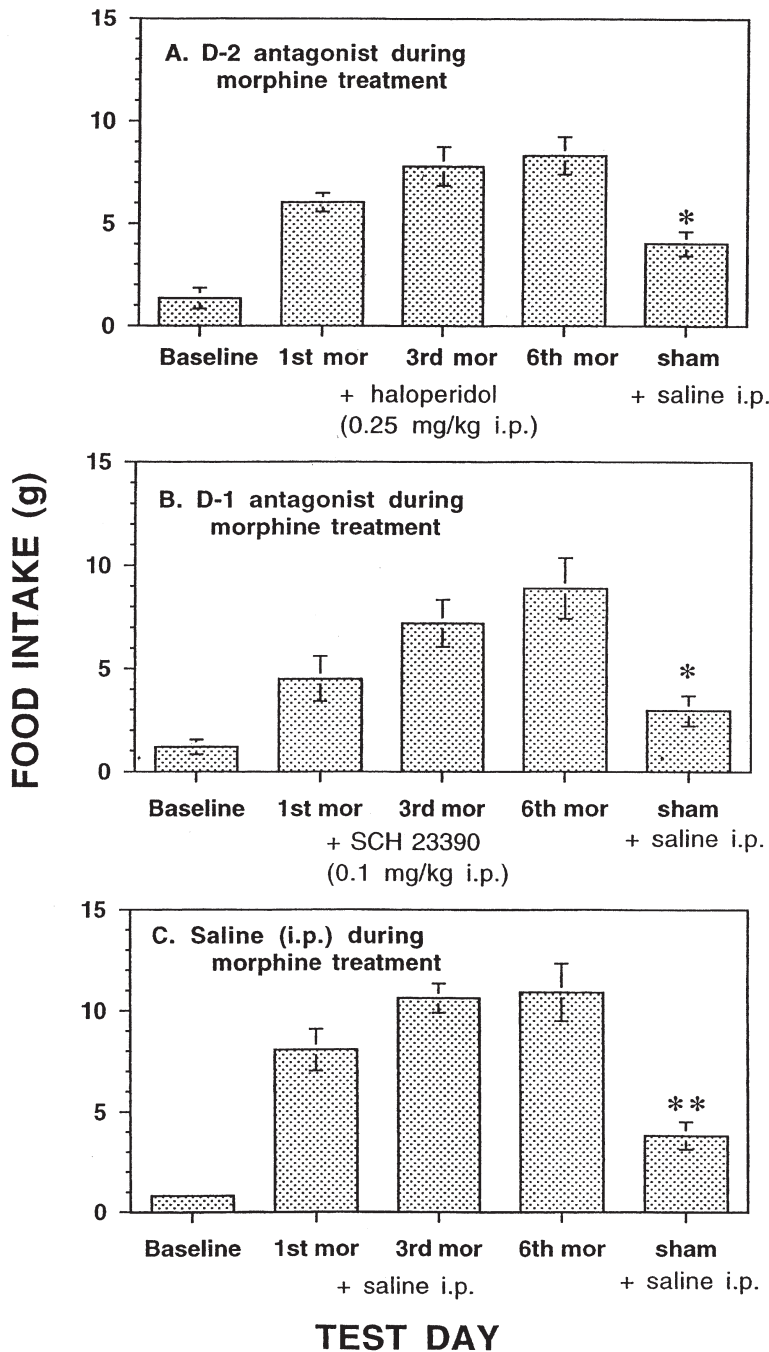 FOOD INTAKE (g)
15
A. D-2 antagonist during
morphine treatment
10
5
0
Baseline 1st mor 3rd mor 6th mor sham
+ haloperidol + saline i.p.
(0.25 mg/kg i.p.)
*
15
B. D-1 antagonist during
morphine treatment
10
5
0
Baseline 1st mor 3rd mor 6th mor sham
+ SCH 23390 + saline i.p.
(0.1 mg/kg i.p.)
*
15
C. Saline (i.p.) during
morphine treatment
10
5
0
Baseline 1st mor 3rd mor 6th mor sham
+ saline i.p. + saline i.p.
**
TEST DAY